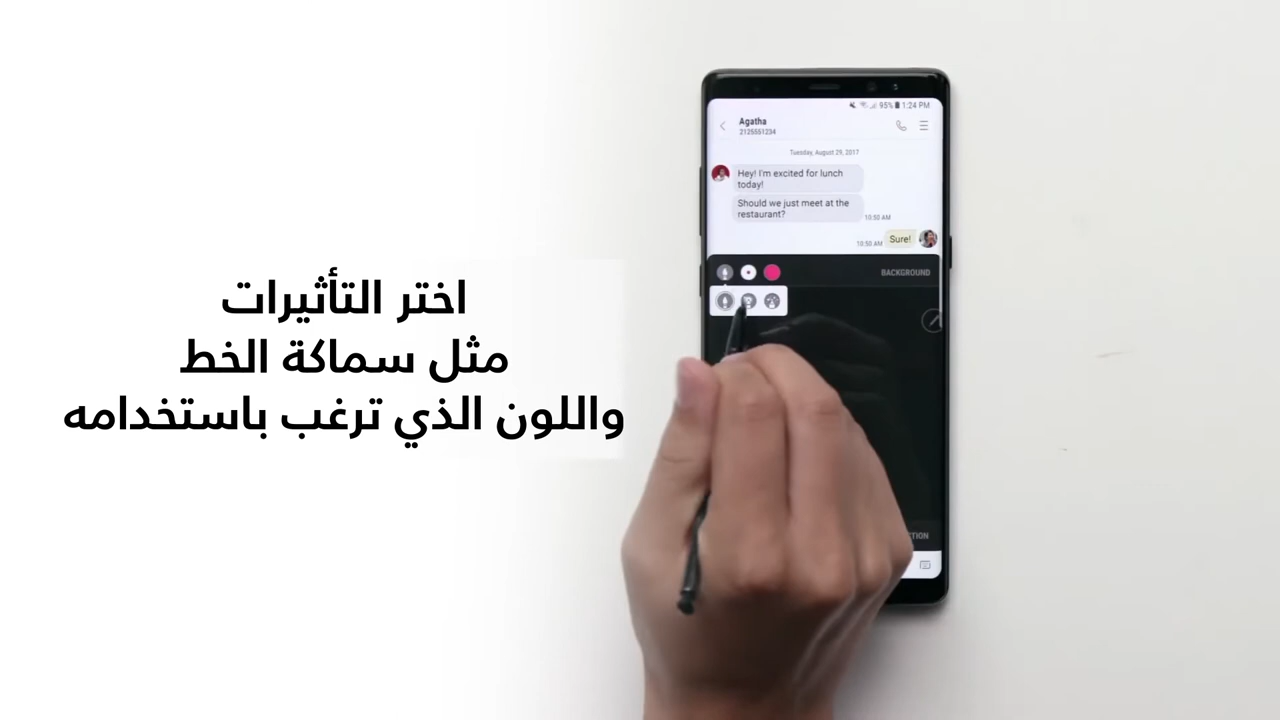 اختر التأثيرات
مثل سماكة الخط
واللون الذي ترغب باستخدامه
95% 1:24 PM
Agatha
2125551234
Tuesday, August 29, 2017
Hey! I'm excited for lunch
today!
Should we just meet at the
restaurant?
10:50 AM
10:50 AM Sure!
BACKGROUND
TION